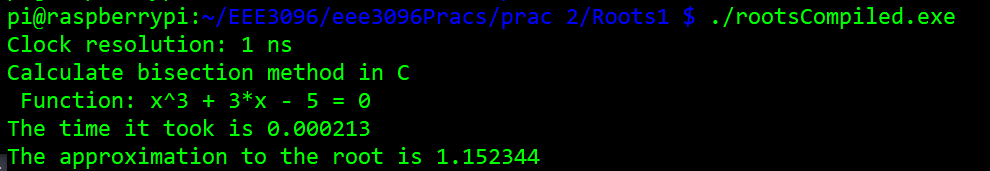 pi@raspberrypi:~/EEE3096/eee3096Pracs/prac 2/Roots1 $ ./rootsCompiled.exe
Clock resolution: 1 ns
Calculate bisection method in C
 Function: x^3 + 3*x - 5 = 0
The time it took is 0.000213
The approximation to the root is 1.152344